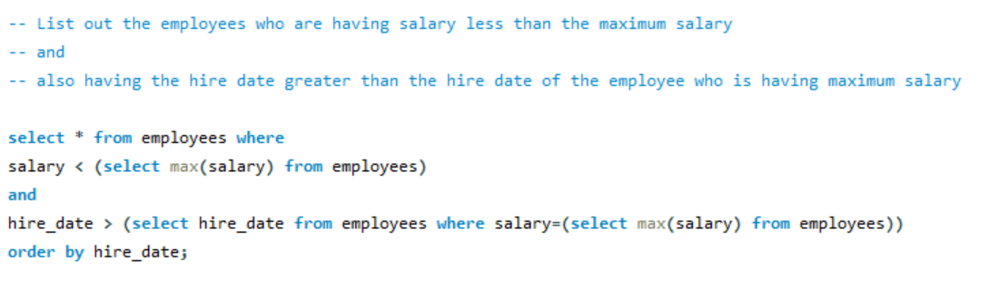 -- List out the employees who are having salary less than the maximum salary
-- and
-- also having the hire date greater than the hire date of the employee who is having maximum salary
select * from employees where
salary < (select max(salary) from employees)
and
hire_date > (select hire_date from employees where salary=(select max(salary) from employees))
order by hire_date;